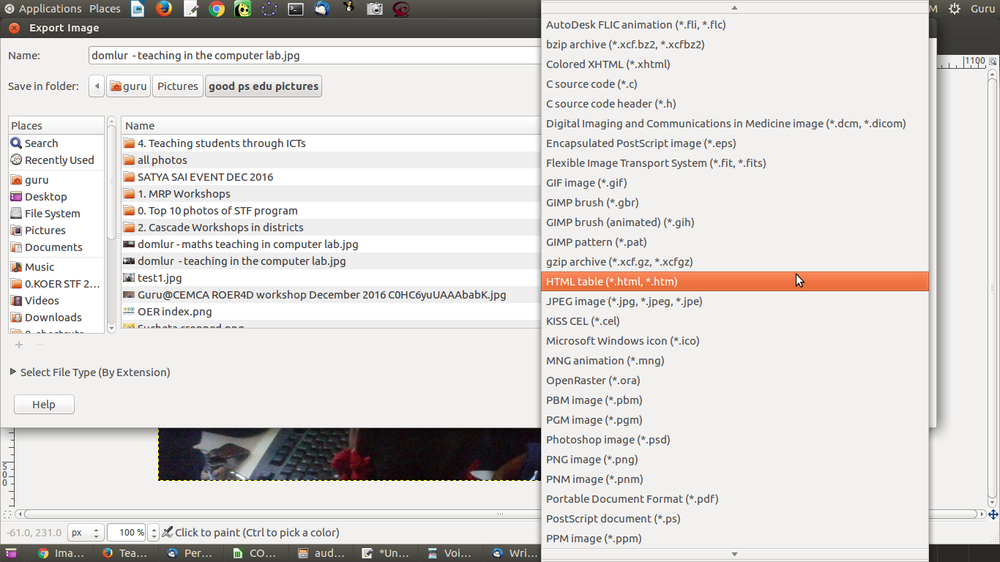 Applications Places M Guru
Export Image
Name: domlur - teaching in the computer lab.jpg
Save in folder: guru Pictures good ps edu pictures
Places
Search
Recently Used
guru
Desktop
File System
Pictures
Documents
Music
0.KOER STF 2...
Videos
Downloads
Name
4. Teaching students through ICTs
all photos
SATYA SAI EVENT DEC 2016
1. MRP Workshops
0. Top 10 photos of STF program
2. Cascade Workshops in districts
domlur - maths teaching in computer lab.jpg
domlur - teaching in the computer lab.jpg
test1.jpg
Guru@CEMCA ROER4D workshop December 2016 C0HC6yuUAAAbabK.jpg
OER index.png
Select File Type (By Extension)
Help
AutoDesk FLIC animation (*.fli, *.flc)
bzip archive (*.xcf.bz2, *.xcfbz2)
Colored XHTML (*.xhtml)
C source code (*.c)
C source code header (*.h)
Digital Imaging and Communications in Medicine image (*.dcm, *.dicom)
Encapsulated PostScript image (*.eps)
Flexible Image Transport System (*.fit, *.fits)
GIF image (*.gif)
GIMP brush (*.gbr)
GIMP brush (animated) (*.gih)
GIMP pattern (*.pat)
gzip archive (*.xcf.gz, *.xcfgz)
HTML table (*.html, *.htm)
JPEG image (*.jpg, *.jpeg, *.jpe)
KISS CEL (*.cel)
Microsoft Windows icon (*.ico)
MNG animation (*.mng)
OpenRaster (*.ora)
PBM image (*.pbm)
PGM image (*.pgm)
Photoshop image (*.psd)
PNG image (*.png)
PNM image (*.pnm)
Portable Document Format (*.pdf)
PostScript document (*.ps)
PPM image (*.ppm)
1100
500
-61.0, 231.0 px 100 % Click to paint (Ctrl to pick a color)
Ima... Tea... Per... CO... aud... *Un... Voi... Wri...